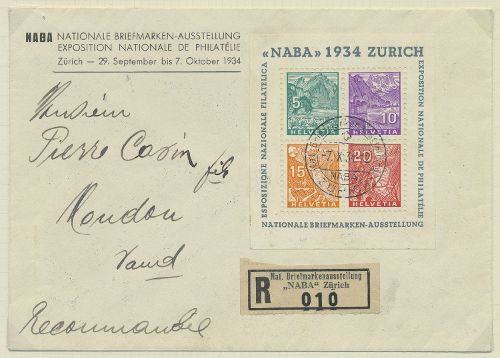 NABA NATIONALE BRIEFMARKEN-AUSSTELLUNG
EXPOSITION NATIONALE DE PHILATÉLIE
Zürich — 29. September bis 7. Oktober 1934
Monsieur
Pierre
fils
Moudon
Vaud
Recommandée
«NABA» 1934 ZURICH
ESPOSIZIONE NAZIONALE FILATELICA
EXPOSITION NATIONALE DE PHILATÉLIE
5
HELVETIA
10
HELVETIA
15
HELVETIA
20
HELVETIA
NABA
NATIONALE BRIEFMARKEN-AUSSTELLUNG
R
Nat. Briefmarkenausstellung
„NABA" Zürich
010